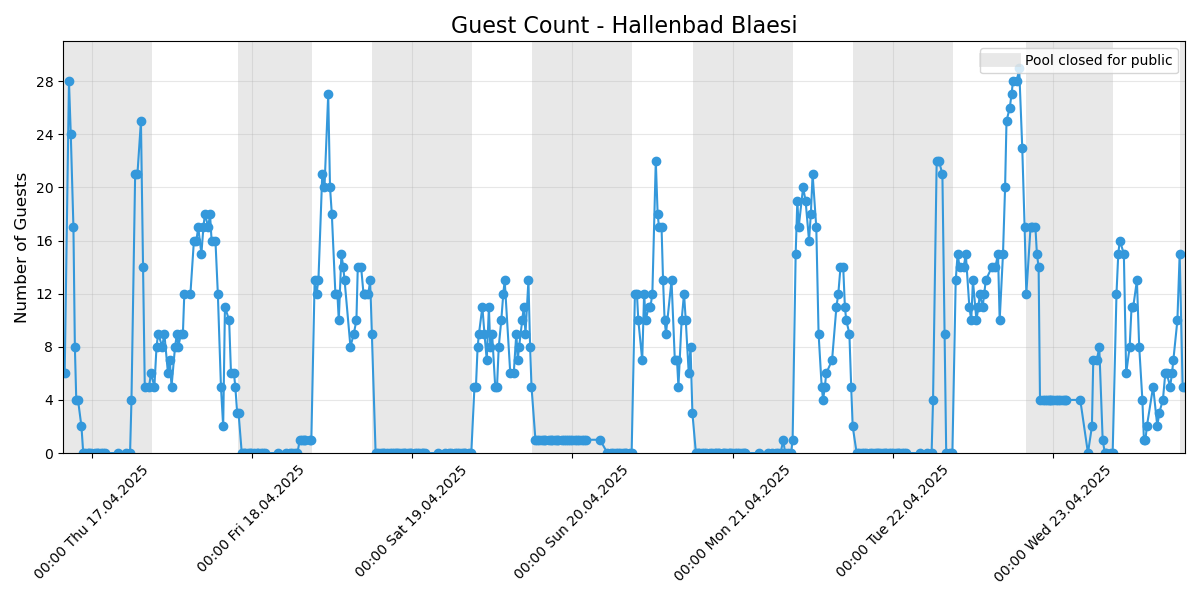 Guest Count - Hallenbad Blaesi
Pool closed for public
Number of Guests
28
24
20
16
12
8
4
0
00:00 Thu 17.04.2025
00:00 Fri 18.04.2025
00:00 Sat 19.04.2025
00:00 Sun 20.04.2025
00:00 Mon 21.04.2025
00:00 Tue 22.04.2025
00:00 Wed 23.04.2025